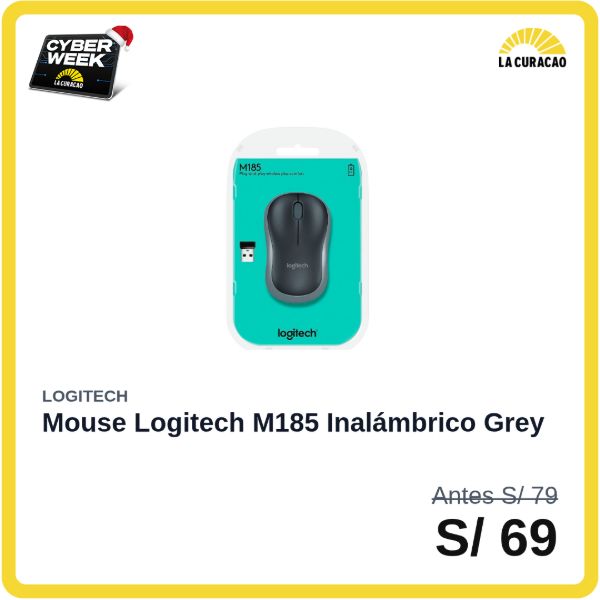 CYBER
WEEK
LA CURACAO
LA CURACAO
M185
logitech
logitech
LOGITECH
Mouse Logitech M185 Inalámbrico Grey
Antes S/ 79
S/ 69